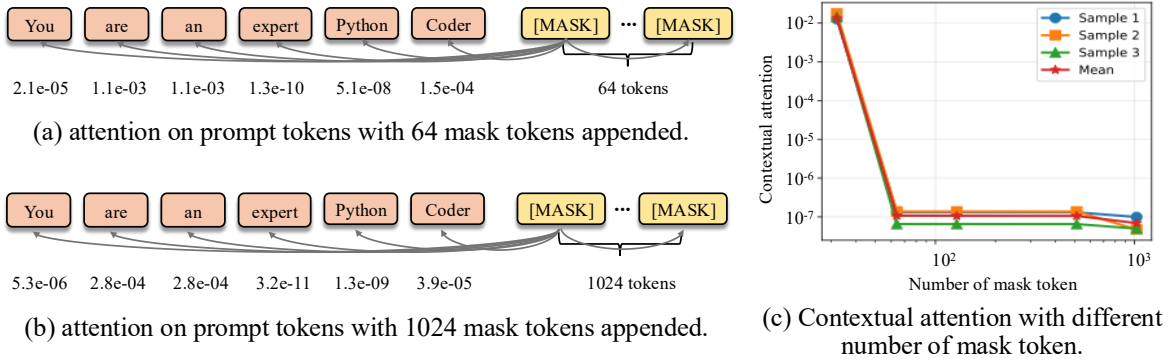 You are an expert Python Coder [MASK] ... [MASK]
2.1e-05 1.1e-03 1.1e-03 1.3e-10 5.1e-08 1.5e-04 64 tokens
(a) attention on prompt tokens with 64 mask tokens appended.
You are an expert Python Coder [MASK] ... [MASK]
5.3e-06 2.8e-04 2.8e-04 3.2e-11 1.3e-09 3.9e-05 1024 tokens
(b) attention on prompt tokens with 1024 mask tokens appended.
Contextual attention
10⁻²
10⁻³
10⁻⁴
10⁻⁵
10⁻⁶
10⁻⁷
Sample 1
Sample 2
Sample 3
Mean
10² 10³
Number of mask token
(c) Contextual attention with different
number of mask token.